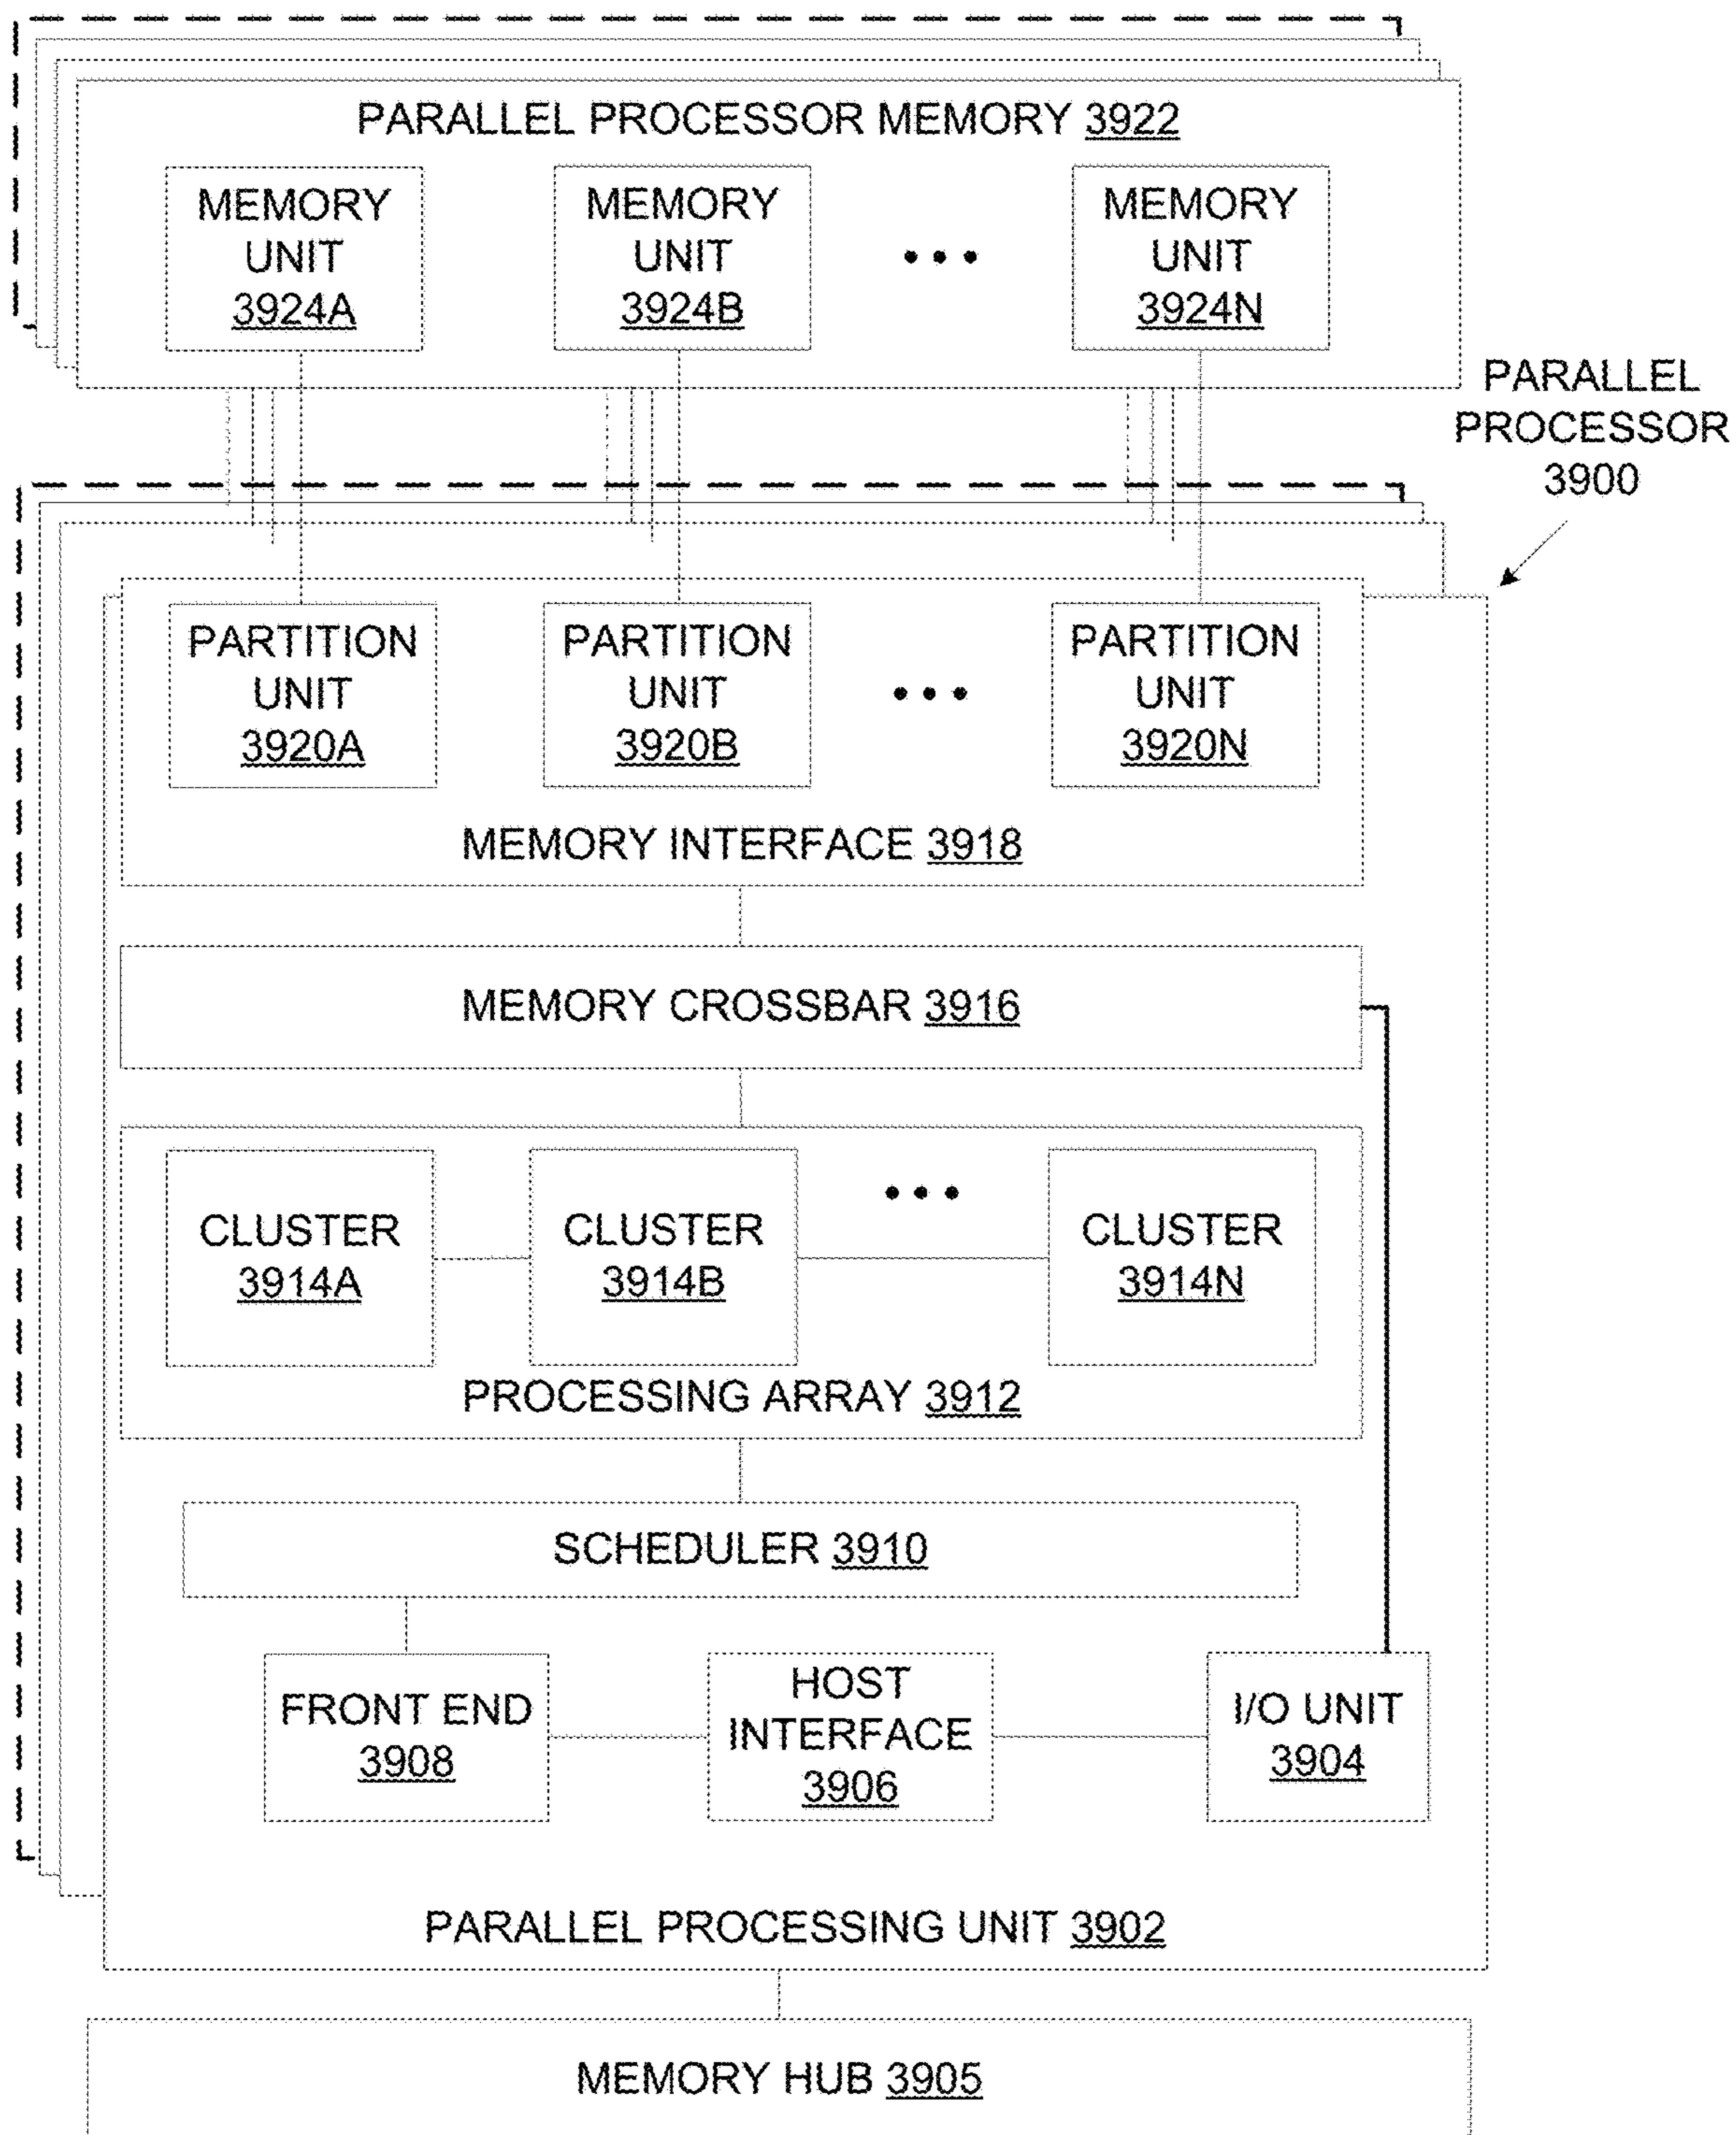 PARALLEL PROCESSOR MEMORY 3922
MEMORY
UNIT
3924A
MEMORY
UNIT
3924B
MEMORY
UNIT
3924N
PARALLEL
PROCESSOR
3900
PARTITION
UNIT
3920A
PARTITION
UNIT
3920B
PARTITION
UNIT
3920N
MEMORY INTERFACE 3918
MEMORY CROSSBAR 3916
CLUSTER
3914A
CLUSTER
3914B
CLUSTER
3914N
PROCESSING ARRAY 3912
SCHEDULER 3910
FRONT END
3908
HOST
INTERFACE
3906
I/O UNIT
3904
PARALLEL PROCESSING UNIT 3902
MEMORY HUB 3905